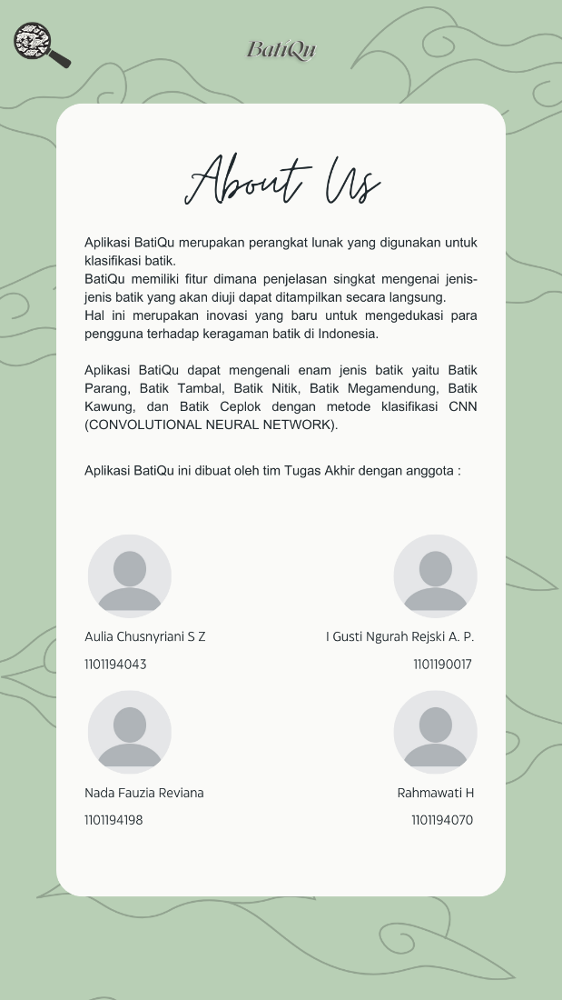 BatiQu
About Us
Aplikasi BatiQu merupakan perangkat lunak yang digunakan untuk
klasifikasi batik.
BatiQu memiliki fitur dimana penjelasan singkat mengenai jenis-
jenis batik yang akan diuji dapat ditampilkan secara langsung.
Hal ini merupakan inovasi yang baru untuk mengedukasi para
pengguna terhadap keragaman batik di Indonesia.
Aplikasi BatiQu dapat mengenali enam jenis batik yaitu Batik
Parang, Batik Tambal, Batik Nitik, Batik Megamendung, Batik
Kawung, dan Batik Ceplok dengan metode klasifikasi CNN
(CONVOLUTIONAL NEURAL NETWORK).
Aplikasi BatiQu ini dibuat oleh tim Tugas Akhir dengan anggota :
Aulia Chusnyriani S Z
1101194043
I Gusti Ngurah Rejski A. P.
1101190017
Nada Fauzia Reviana
1101194198
Rahmawati H
1101194070